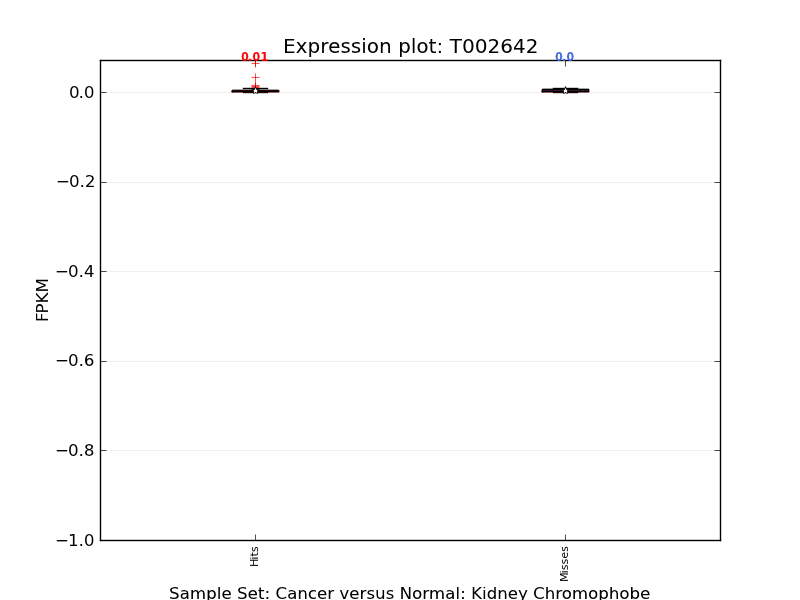 Expression plot: T002642
0.01
0.0
0.0
−0.2
−0.4
−0.6
−0.8
−1.0
FPKM
Hits
Misses
Sample Set: Cancer versus Normal: Kidney Chromophobe